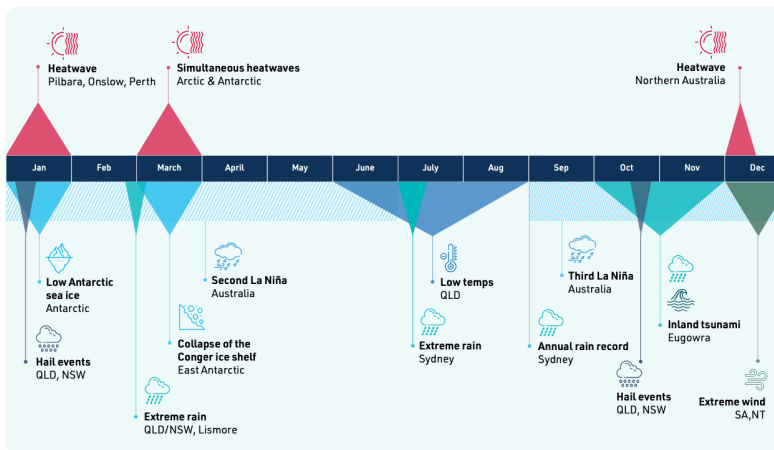 Heatwave
Pilbara, Onslow, Perth
Simultaneous heatwaves
Arctic & Antarctic
Heatwave
Northern Australia
Jan
Feb
March
April
May
June
July
Aug
Sep
Oct
Nov
Dec
Low Antarctic
sea ice
Antarctic
Second La Niña
Australia
Low temps
QLD
Third La Niña
Australia
Inland tsunami
Eugowra
Hail events
QLD, NSW
Collapse of the
Conger ice shelf
East Antarctic
Extreme rain
Sydney
Annual rain record
Sydney
Extreme rain
QLD/NSW, Lismore
Hail events
QLD, NSW
Extreme wind
SA,NT